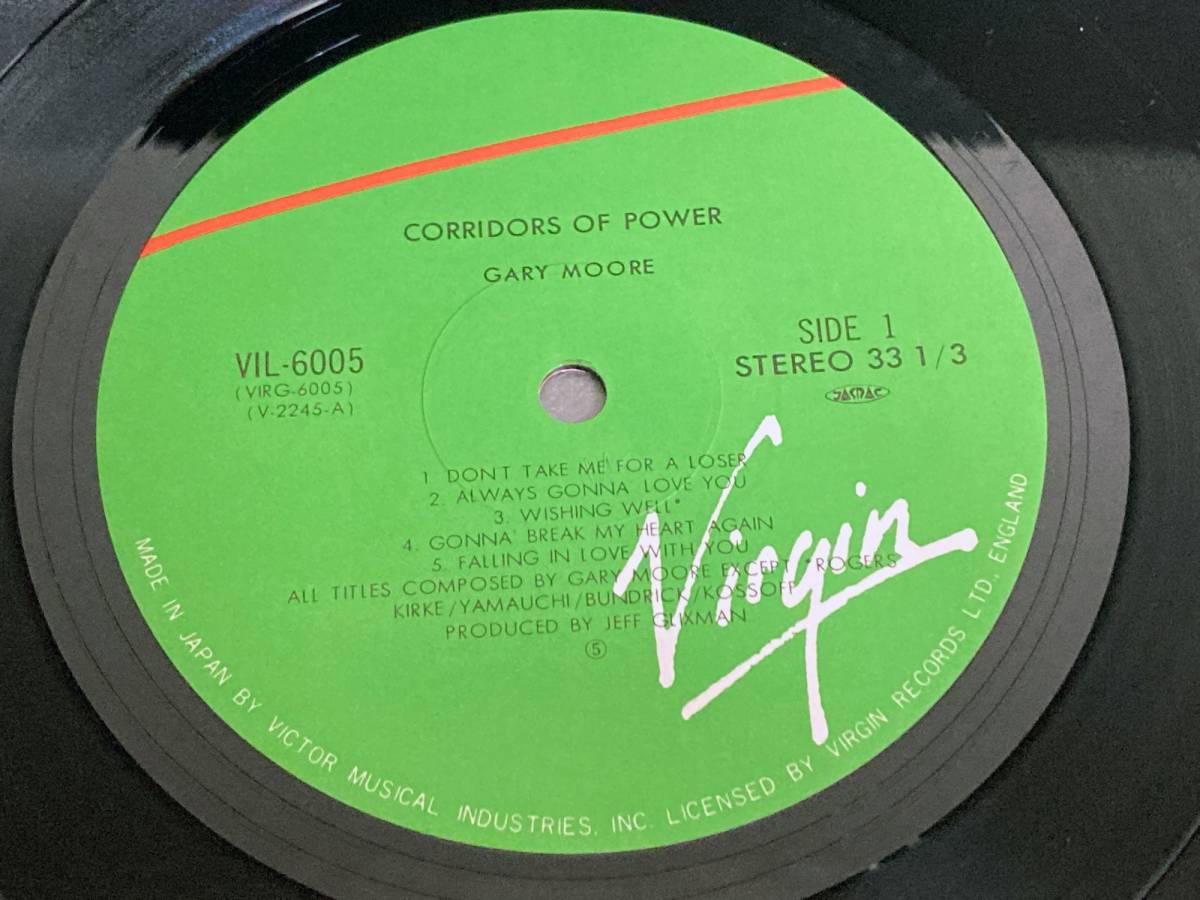 CORRIDORS OF POWER
GARY MOORE
VIL-6005
(VIRG-6005)
(V-2245-A)
SIDE 1
STEREO 33 1/3
JASRAC
1. DON'T TAKE ME FOR A LOSER
2. ALWAYS GONNA LOVE YOU
3. WISHING WELL*
4. GONNA' BREAK MY HEART AGAIN
5. FALLING IN LOVE WITH YOU
ALL TITLES COMPOSED BY GARY MOORE EXCEPT *ROGERS
KIRKE/YAMAUCHI/BUNDRICK/KOSSOFF
PRODUCED BY JEFF GLIXMAN
⑤
Virgin
MADE IN JAPAN BY VICTOR MUSICAL INDUSTRIES, INC. LICENSED BY VIRGIN RECORDS LTD., ENGLAND